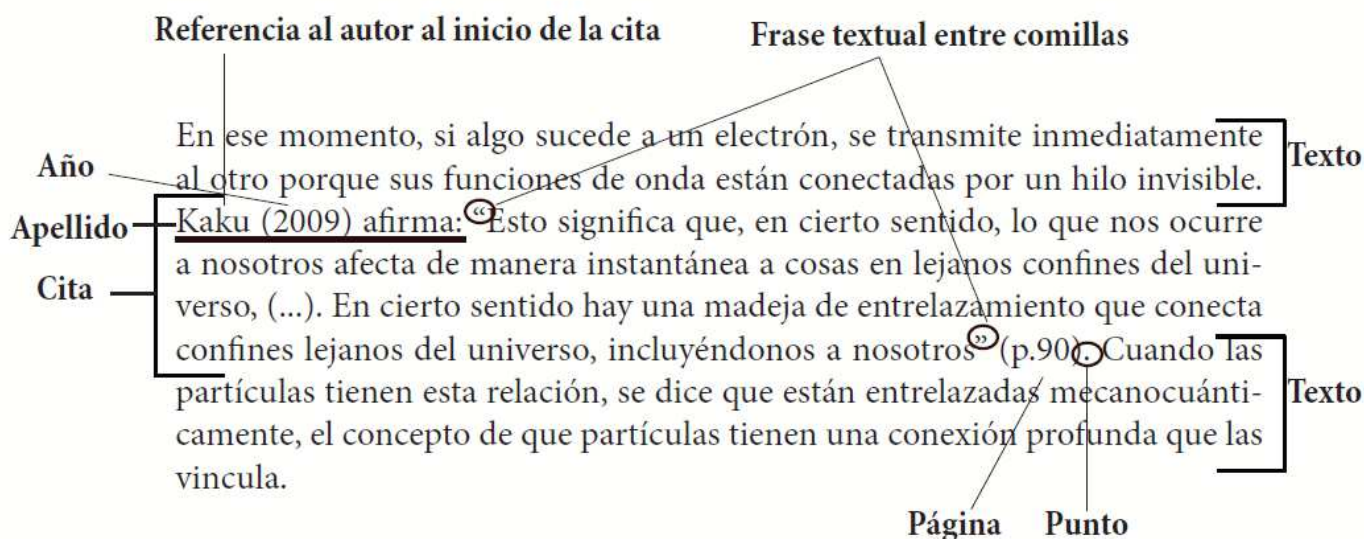 Referencia al autor al inicio de la cita
Frase textual entre comillas
En ese momento, si algo sucede a un electrón, se transmite inmediatamente
Texto
Año
al otro porque sus funciones de onda están conectadas por un hilo invisible.
Apellido
Kaku (2009) afirma: “Esto significa que, en cierto sentido, lo que nos ocurre
a nosotros afecta de manera instantánea a cosas en lejanos confines del uni-
Cita
verso, (...). En cierto sentido hay una madeja de entrelazamiento que conecta
confines lejanos del universo, incluyéndonos a nosotros” (p.90). Cuando las
partículas tienen esta relación, se dice que están entrelazadas mecanocuánti-
Texto
camente, el concepto de que partículas tienen una conexión profunda que las
vincula.
Página
Punto